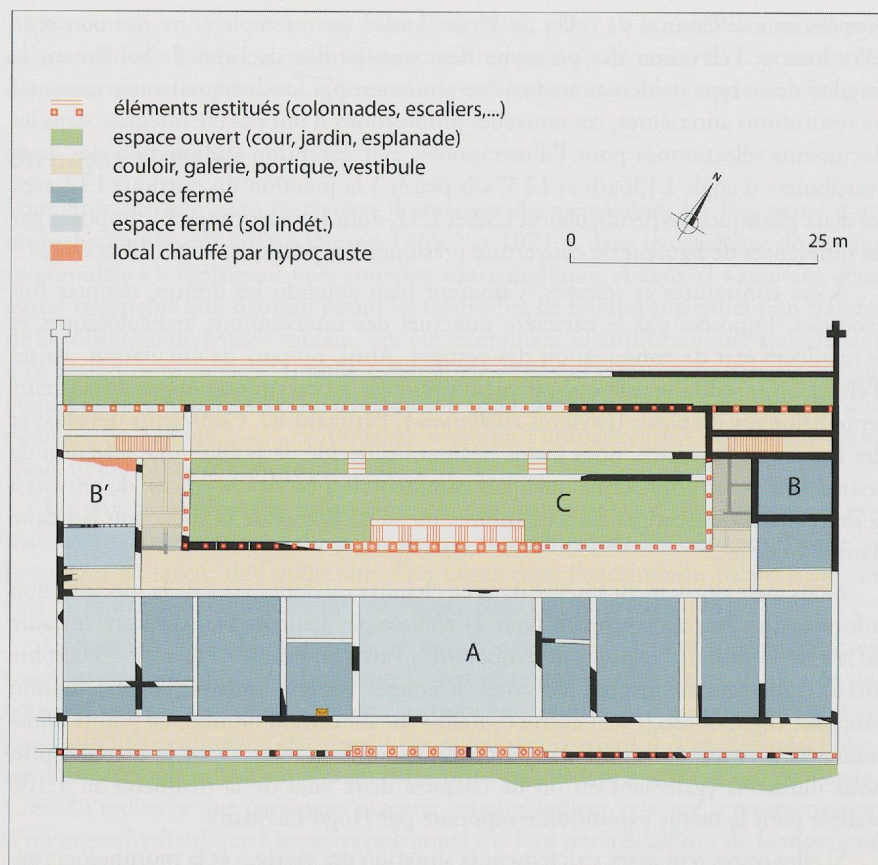 éléments restitués (colonnades, escaliers,...)
espace ouvert (cour, jardin, esplanade)
couloir, galerie, portique, vestibule
espace fermé
espace fermé (sol indét.)
local chauffé par hypocauste
N
0 25 m
B' C B
A